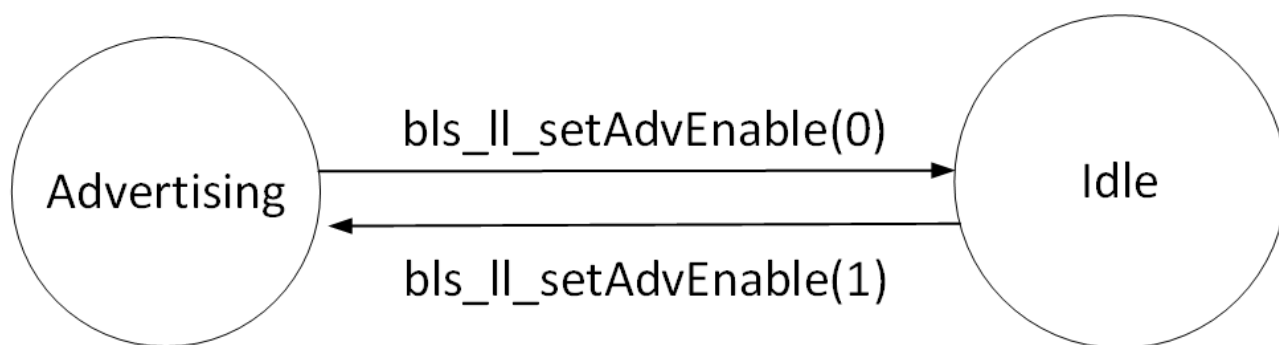 bls_ll_setAdvEnable(0)
Advertising
Idle
bls_ll_setAdvEnable(1)